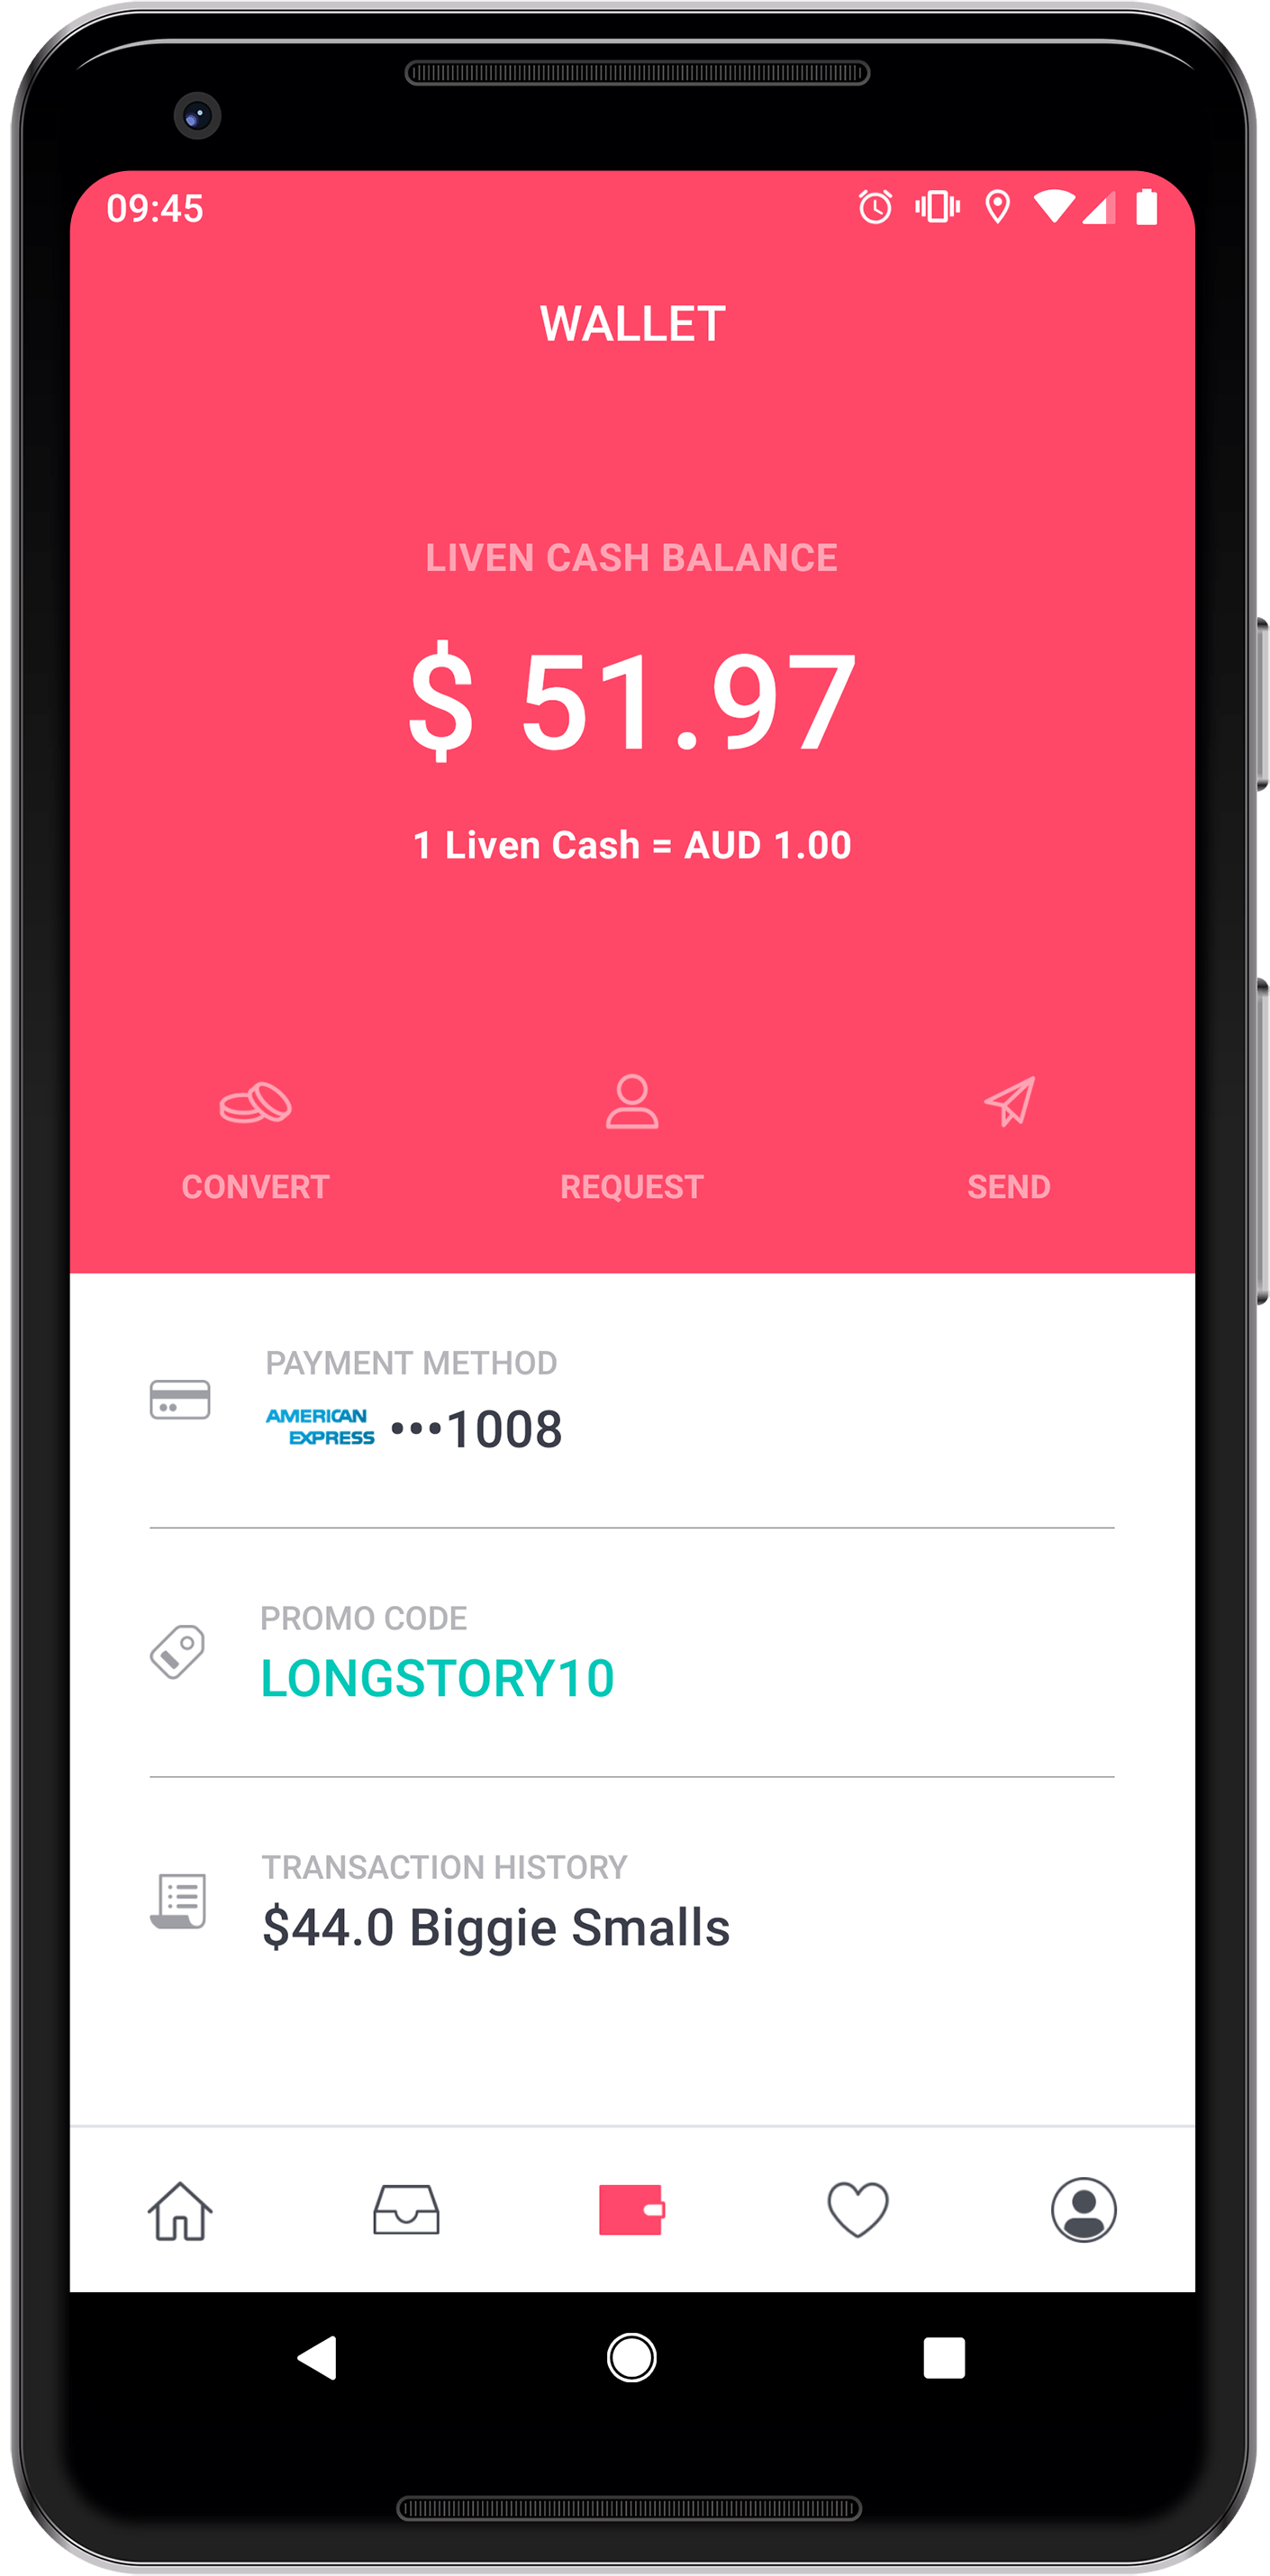 09:45
WALLET
LIVEN CASH BALANCE
$ 51.97
1 Liven Cash = AUD 1.00
CONVERT REQUEST SEND
PAYMENT METHOD
AMERICAN
EXPRESS •••1008
PROMO CODE
LONGSTORY10
TRANSACTION HISTORY
$44.0 Biggie Smalls